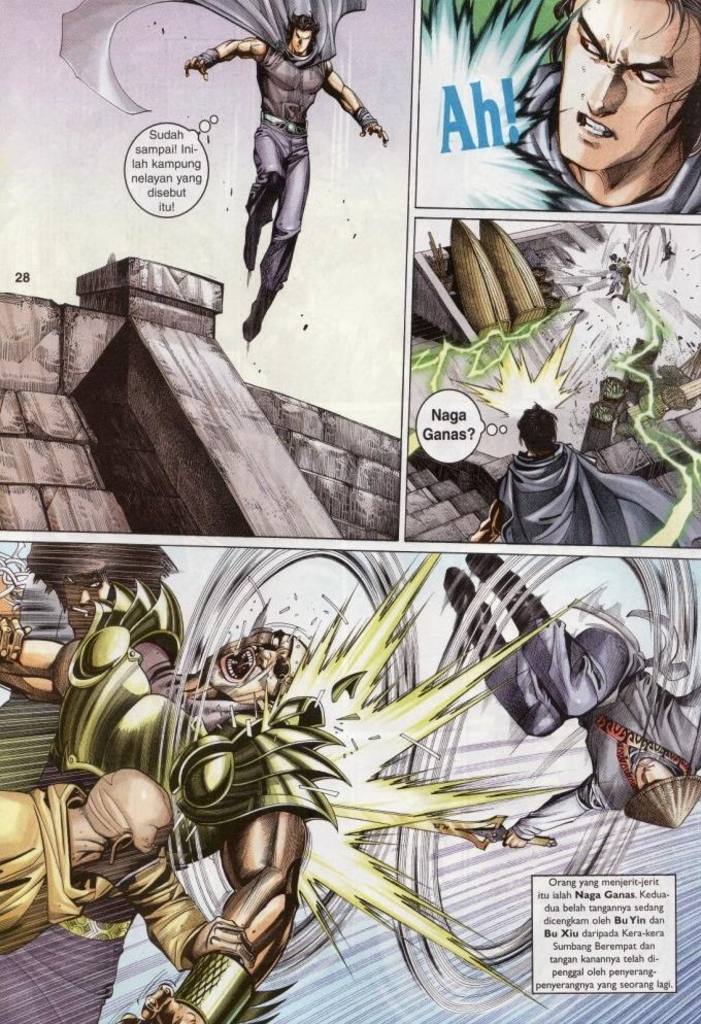 Sudah
sampai! Ini-
lah kampung
nelayan yang
disebut
itu!
Ah!
28
Naga
Ganas?
Orang yang menjerit-jerit
itu ialah Naga Ganas. Kedua-
dua belah tangannya sedang
dicengkam oleh Bu Yin dan
Bu Xiu daripada Kera-kera
Sumbang Berempat dan
tangan kanannya telah di-
penggal oleh penyerang-
penyerangnya yang seorang lagi.